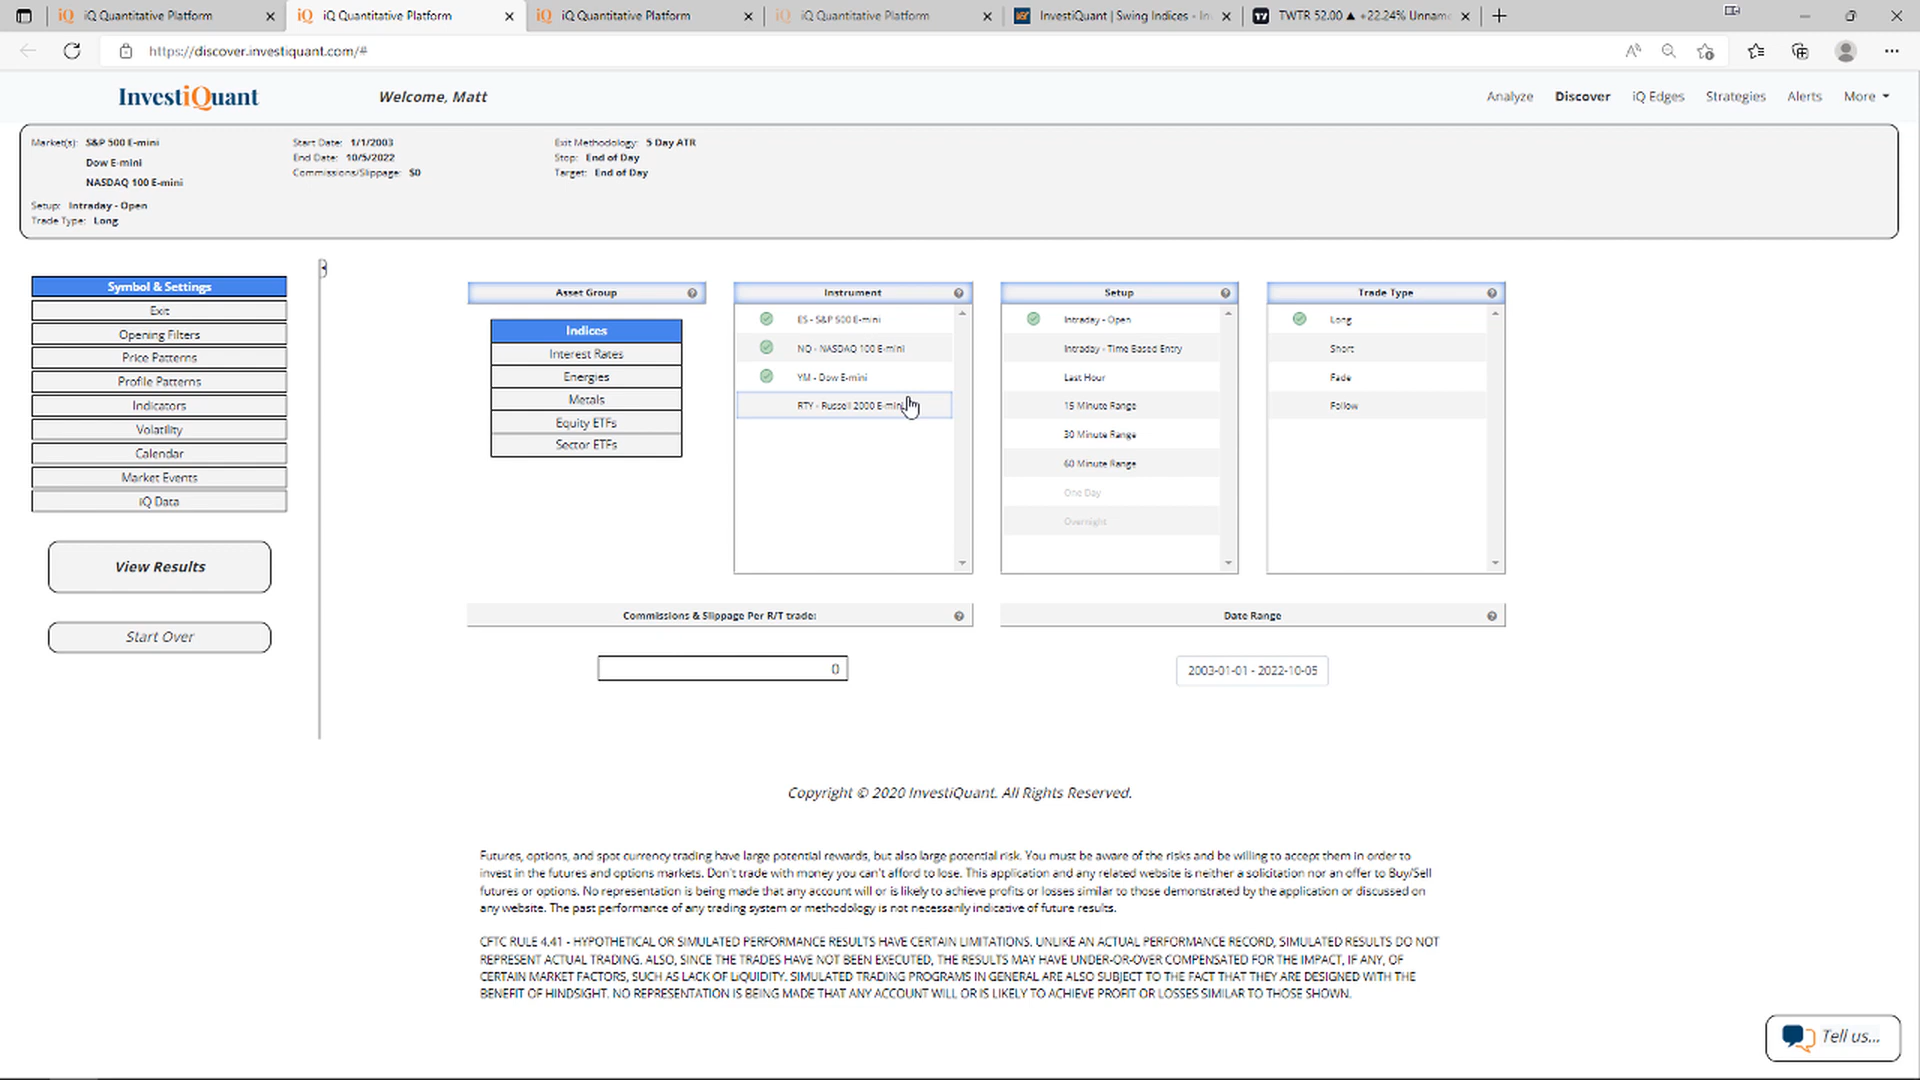 iQ Quantitative Platform
iQ Quantitative Platform
iQ Quantitative Platform
iQ Quantitative Platform
InvestiQuant | Swing Indices - In
TWTR 52.00 ▲ +22.24% Unnam
https://discover.investiquant.com/#
InvestiQuant
Welcome, Matt
Analyze
Discover
iQ Edges
Strategies
Alerts
More
Market(s): S&P 500 E-mini
Dow E-mini
NASDAQ 100 E-mini
Setup: Intraday - Open
Trade Type: Long
Start Date: 1/1/2003
End Date: 10/5/2022
Commissions/Slippage: $0
Exit Methodology: 5 Day ATR
Stop: End of Day
Target: End of Day
Symbol & Settings
Exit
Opening Filters
Price Patterns
Profile Patterns
Indicators
Volatility
Calendar
Market Events
iQ Data
View Results
Start Over
Asset Group
Indices
Interest Rates
Energies
Metals
Equity ETFs
Sector ETFs
Instrument
ES - S&P 500 E-mini
NQ - NASDAQ 100 E-mini
YM - Dow E-mini
RTY - Russell 2000 E-mini
Setup
Intraday - Open
Intraday - Time Based Entry
Last Hour
15 Minute Range
30 Minute Range
60 Minute Range
One Day
Overnight
Trade Type
Long
Short
Fade
Follow
Commissions & Slippage Per R/T trade:
0
Date Range
2003-01-01 - 2022-10-05
Copyright © 2020 InvestiQuant. All Rights Reserved.
Futures, options, and spot currency trading have large potential rewards, but also large potential risk. You must be aware of the risks and be willing to accept them in order to
invest in the futures and options markets. Don't trade with money you can't afford to lose. This application and any related website is neither a solicitation nor an offer to Buy/Sell
futures or options. No representation is being made that any account will or is likely to achieve profits or losses similar to those demonstrated by the application or discussed on
any website. The past performance of any trading system or methodology is not necessarily indicative of future results.
CFTC RULE 4.41 - HYPOTHETICAL OR SIMULATED PERFORMANCE RESULTS HAVE CERTAIN LIMITATIONS. UNLIKE AN ACTUAL PERFORMANCE RECORD, SIMULATED RESULTS DO NOT
REPRESENT ACTUAL TRADING. ALSO, SINCE THE TRADES HAVE NOT BEEN EXECUTED, THE RESULTS MAY HAVE UNDER-OR-OVER COMPENSATED FOR THE IMPACT, IF ANY, OF
CERTAIN MARKET FACTORS, SUCH AS LACK OF LIQUIDITY. SIMULATED TRADING PROGRAMS IN GENERAL ARE ALSO SUBJECT TO THE FACT THAT THEY ARE DESIGNED WITH THE
BENEFIT OF HINDSIGHT. NO REPRESENTATION IS BEING MADE THAT ANY ACCOUNT WILL OR IS LIKELY TO ACHIEVE PROFIT OR LOSSES SIMILAR TO THOSE SHOWN.
Tell us...